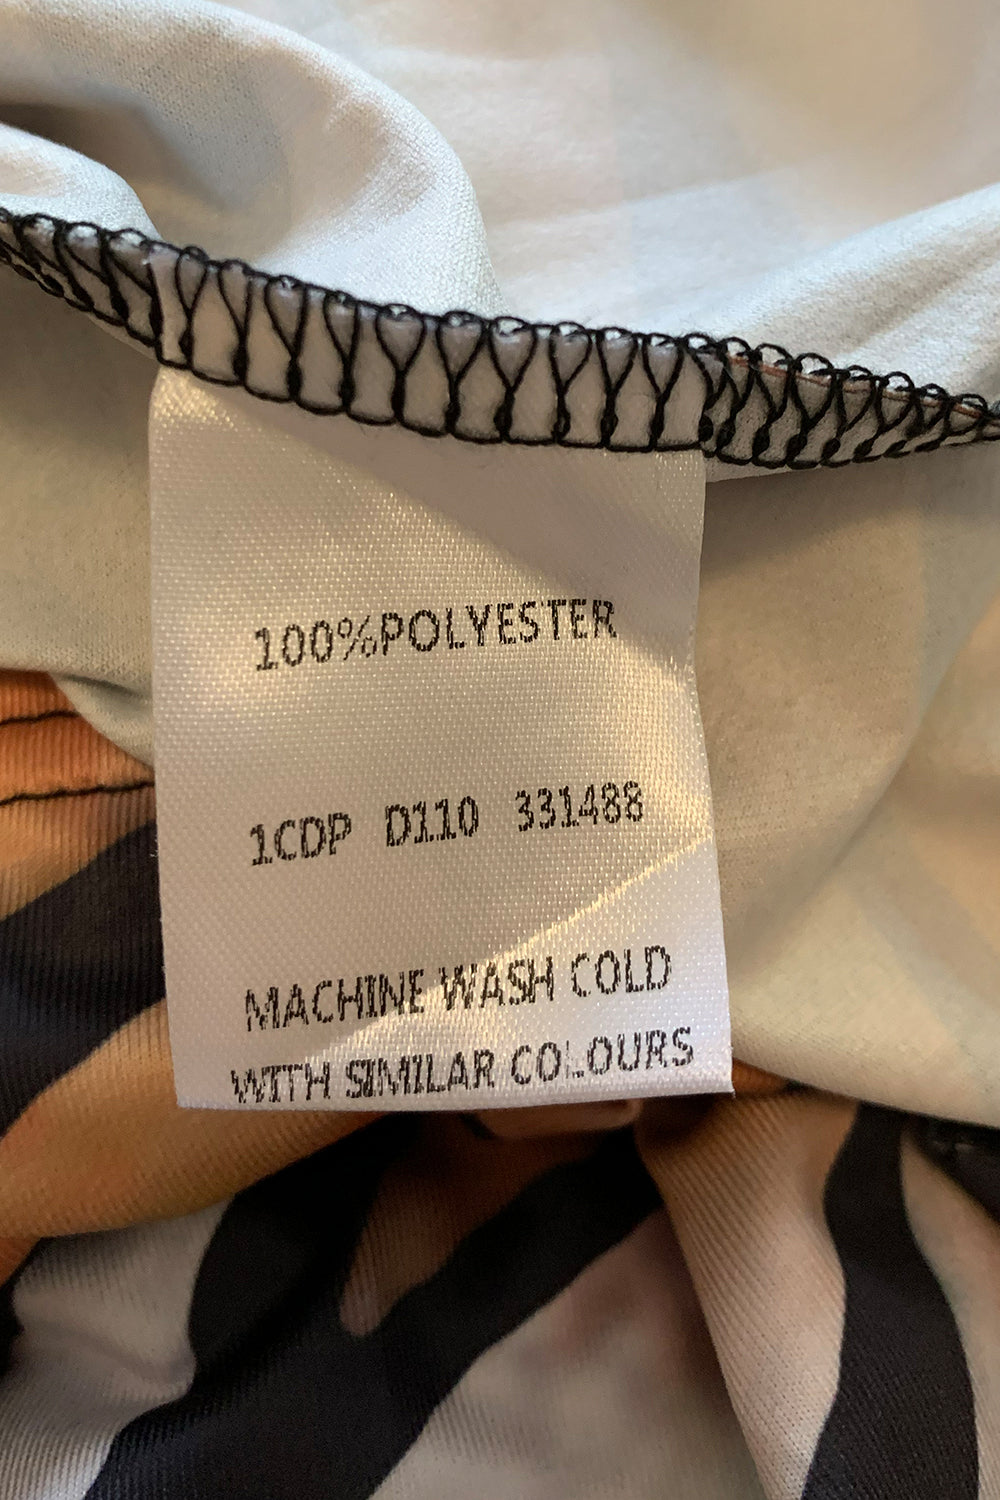 100%POLYESTER
1CDP D110 331488
MACHINE WASH COLD
WITH SIMILAR COLOURS